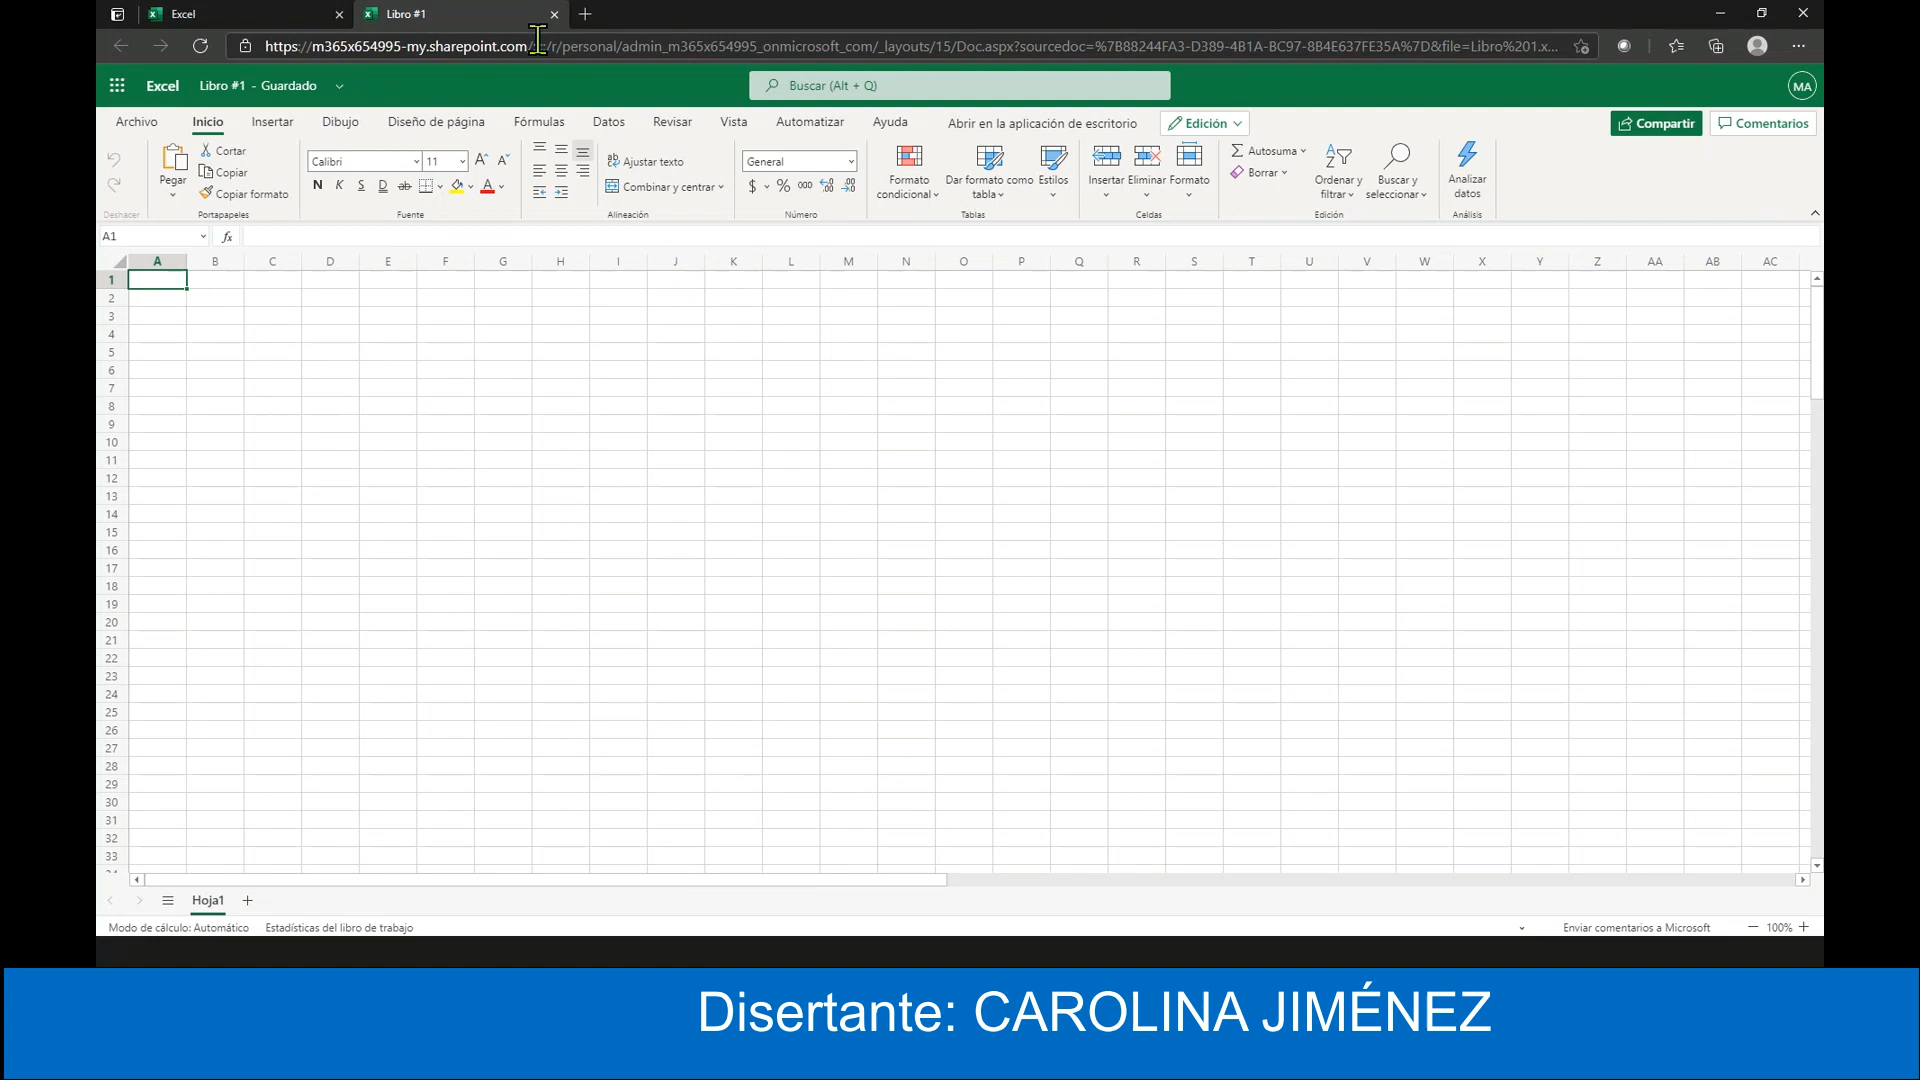 Excel
Libro #1
https://m365x654995-my.sharepoint.com/:x:/r/personal/admin_m365x654995_onmicrosoft_com/_layouts/15/Doc.aspx?sourcedoc=%7B88244FA3-D389-4B1A-BC97-8B4E637FE35A%7D&file=Libro%201.x...
Excel Libro #1 - Guardado Buscar (Alt + Q) MA
Archivo Inicio Insertar Dibujo Diseño de página Fórmulas Datos Revisar Vista Automatizar Ayuda Abrir en la aplicación de escritorio Edición Compartir Comentarios
Pegar Cortar Copiar Copiar formato
Calibri 11
N K S D ab
Ajustar texto
Combinar y centrar
General
$ % 000
Formato condicional Dar formato como tabla Estilos
Insertar Eliminar Formato
Autosuma
Borrar
Ordenar y filtrar Buscar y seleccionar
Analizar datos
Deshacer Portapapeles Fuente Alineación Número Tablas Celdas Edición Análisis
A1 fx
A B C D E F G H I J K L M N O P Q R S T U V W X Y Z AA AB AC
1
2
3
4
5
6
7
8
9
10
11
12
13
14
15
16
17
18
19
20
21
22
23
24
25
26
27
28
29
30
31
32
33
Hoja1
Modo de cálculo: Automático Estadísticas del libro de trabajo Enviar comentarios a Microsoft 100%
Disertante: CAROLINA JIMÉNEZ